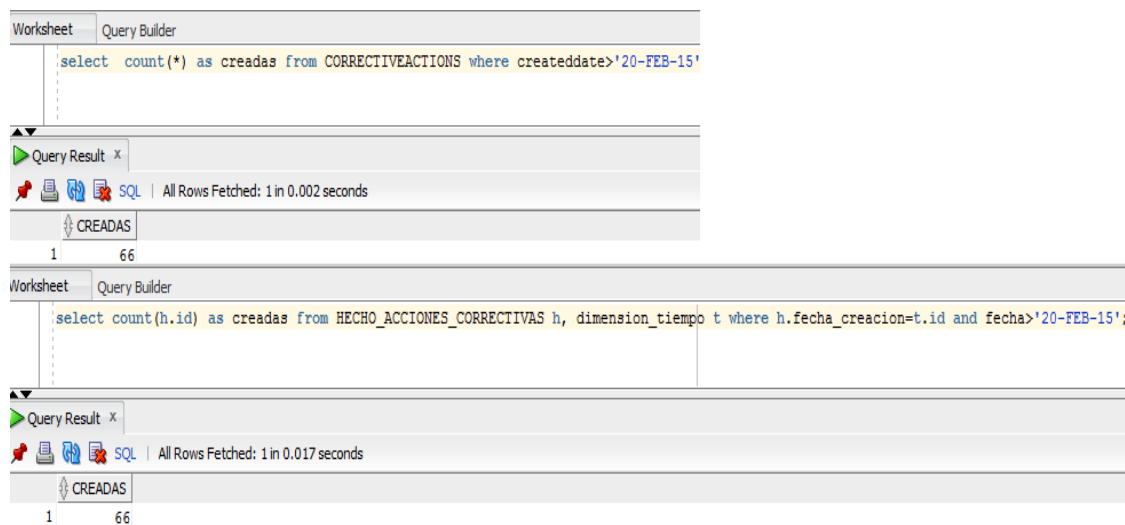 Worksheet Query Builder
select count(*) as creadas from CORRECTIVEACTIONS where createddate>'20-FEB-15'
Query Result x
SQL | All Rows Fetched: 1 in 0.002 seconds
CREADAS
1 66
Worksheet Query Builder
select count(h.id) as creadas from HECHO_ACCIONES_CORRECTIVAS h, dimension_tiempo t where h.fecha_creacion=t.id and fecha>'20-FEB-15';
Query Result x
SQL | All Rows Fetched: 1 in 0.017 seconds
CREADAS
1 66